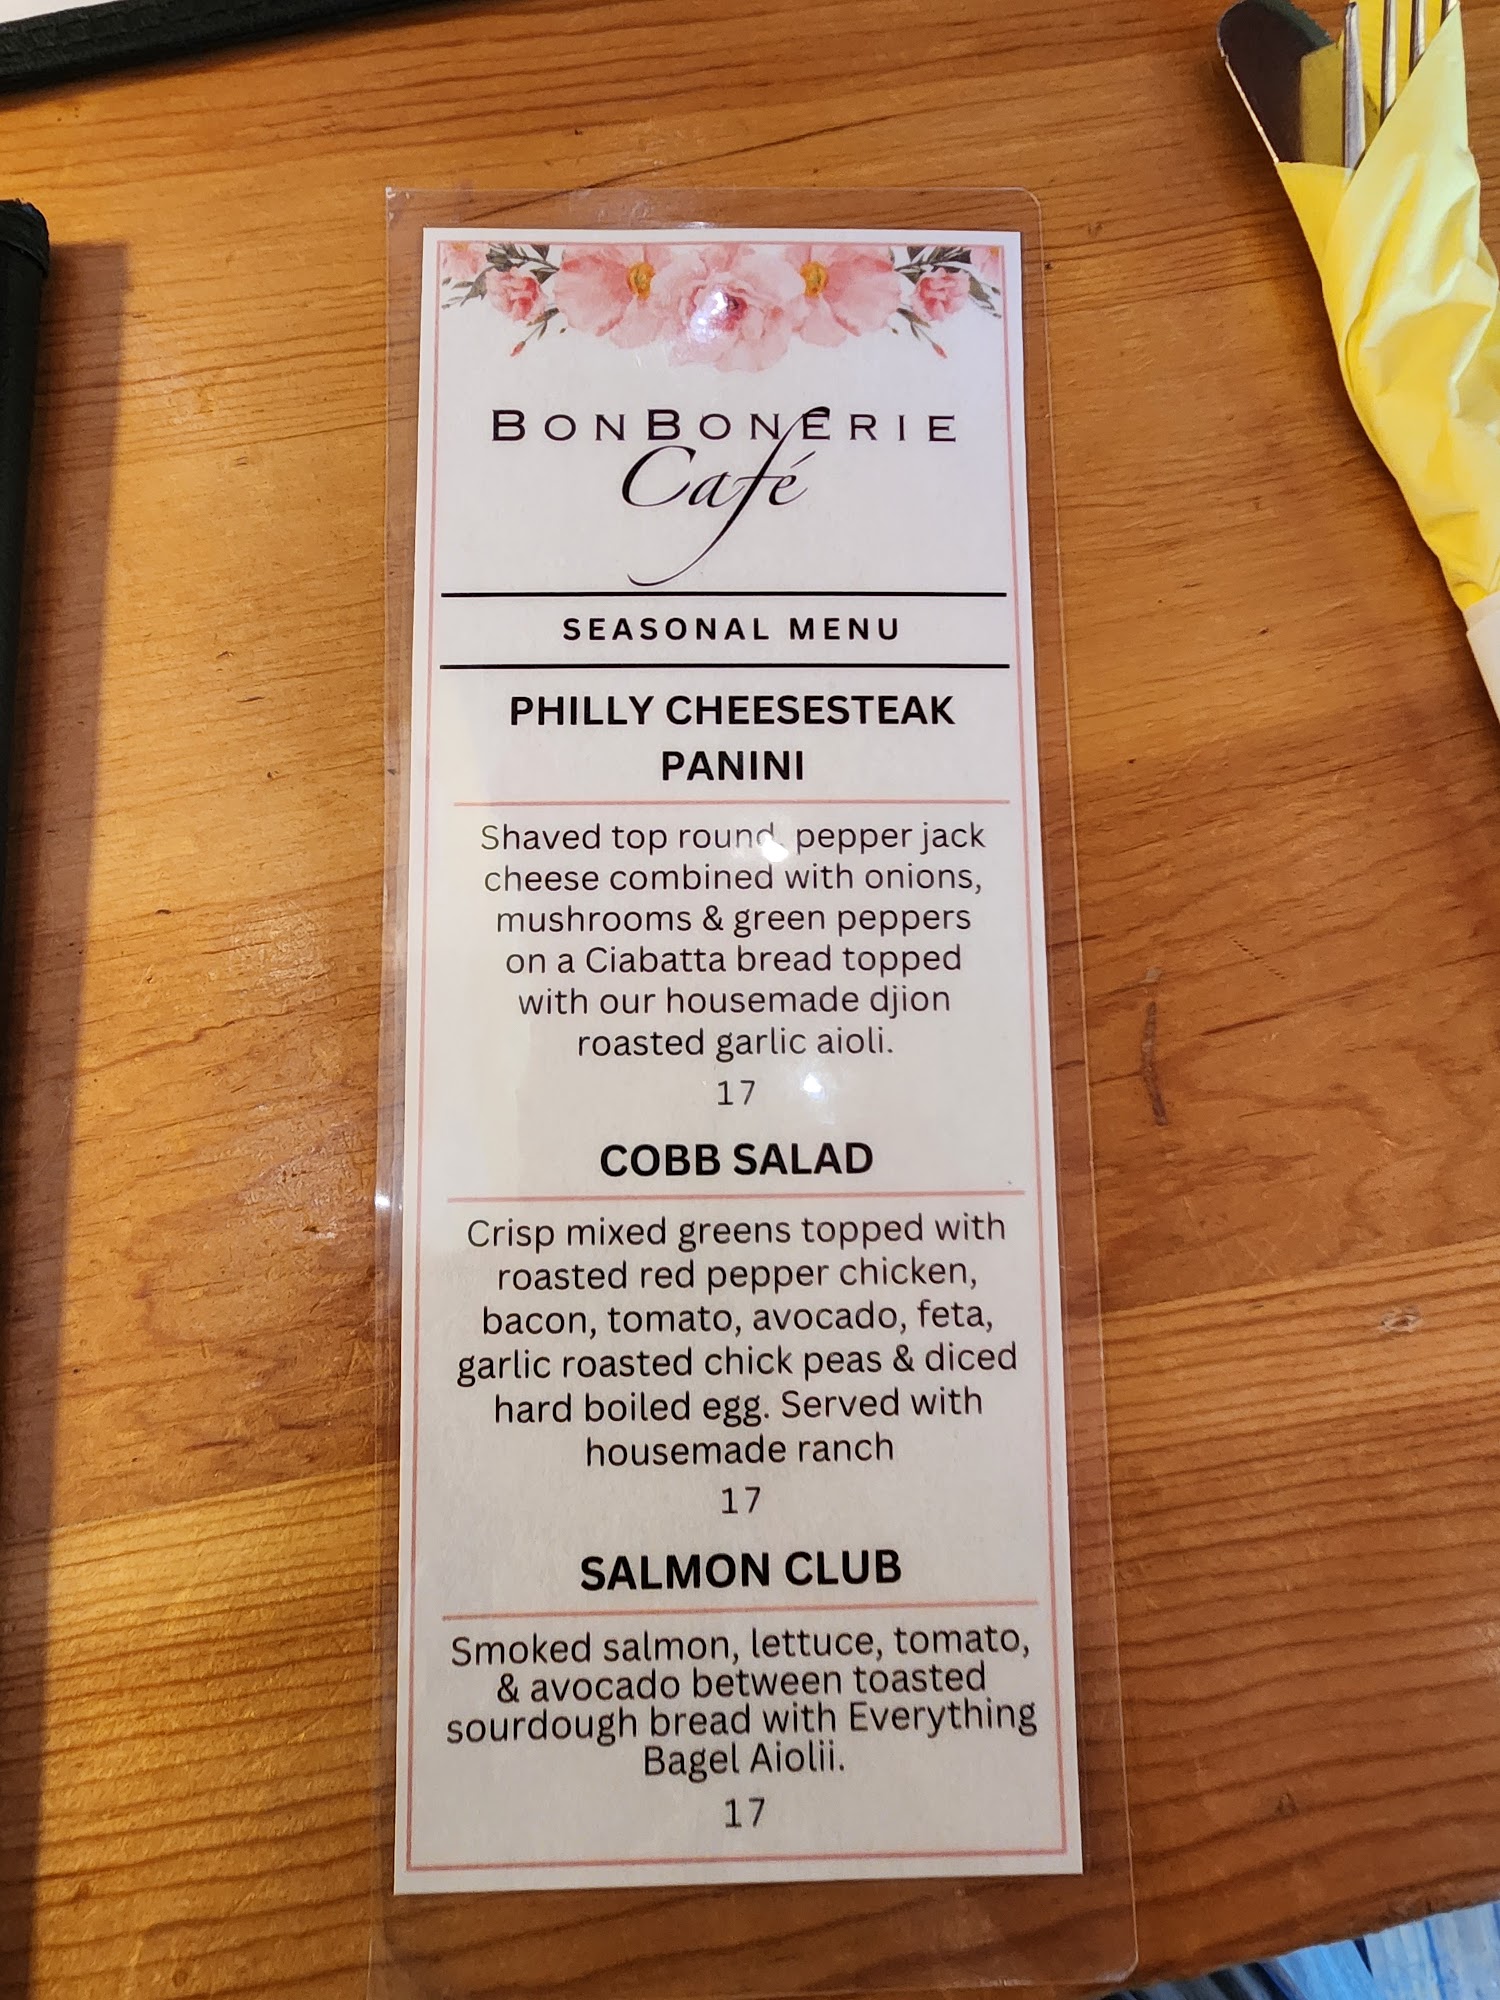 BONBONERIE
Café
SEASONAL MENU
PHILLY CHEESESTEAK
PANINI
Shaved top round, pepper jack
cheese combined with onions,
mushrooms & green peppers
on a Ciabatta bread topped
with our housemade djion
roasted garlic aioli.
17
COBB SALAD
Crisp mixed greens topped with
roasted red pepper chicken,
bacon, tomato, avocado, feta,
garlic roasted chick peas & diced
hard boiled egg. Served with
housemade ranch
17
SALMON CLUB
Smoked salmon, lettuce, tomato,
& avocado between toasted
sourdough bread with Everything
Bagel Aiolii.
17